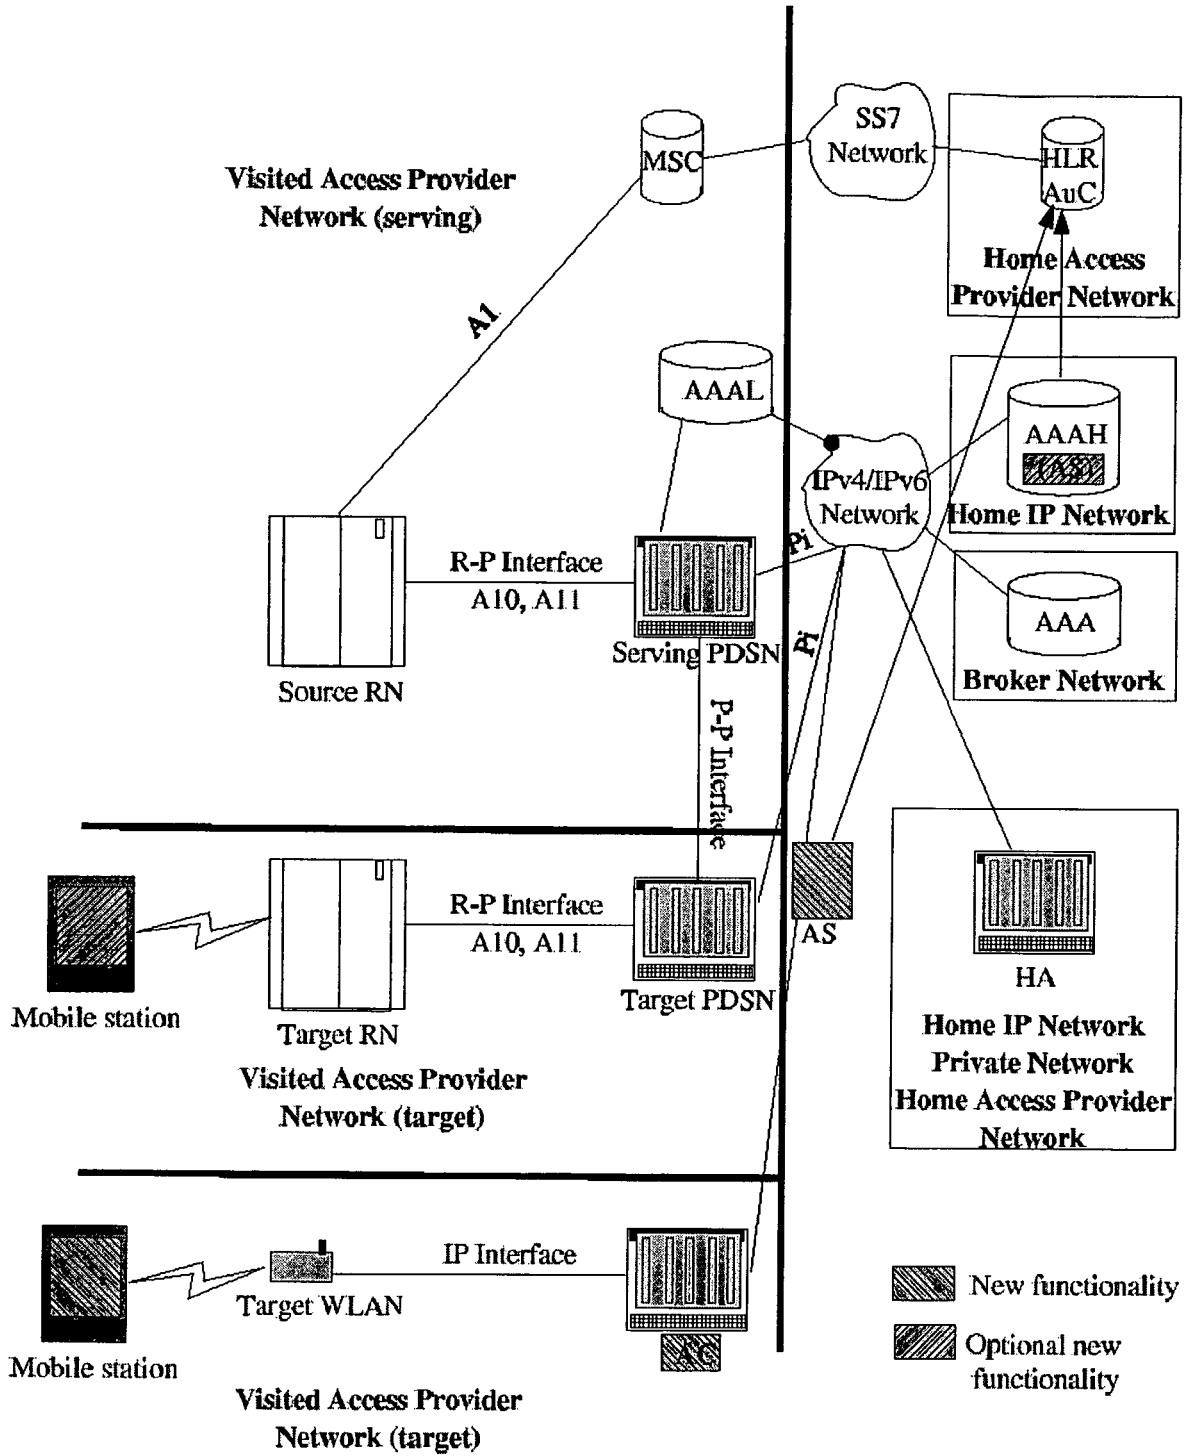 SS7
Network
MSC
HLR
AuC
Visited Access Provider
Network (serving)
Home Access
Provider Network
A1
AAAL
AAAH
(AS)
IPv4/IPv6
Network
Home IP Network
Pi
R-P Interface
A10, A11
AAA
Serving PDSN
Pi
Broker Network
Source RN
P-P Interface
R-P Interface
A10, A11
AS
Mobile station
Target RN
Target PDSN
HA
Visited Access Provider
Network (target)
Home IP Network
Private Network
Home Access Provider
Network
IP Interface
Target WLAN
AG
Mobile station
Visited Access Provider
Network (target)
New functionality
Optional new
functionality